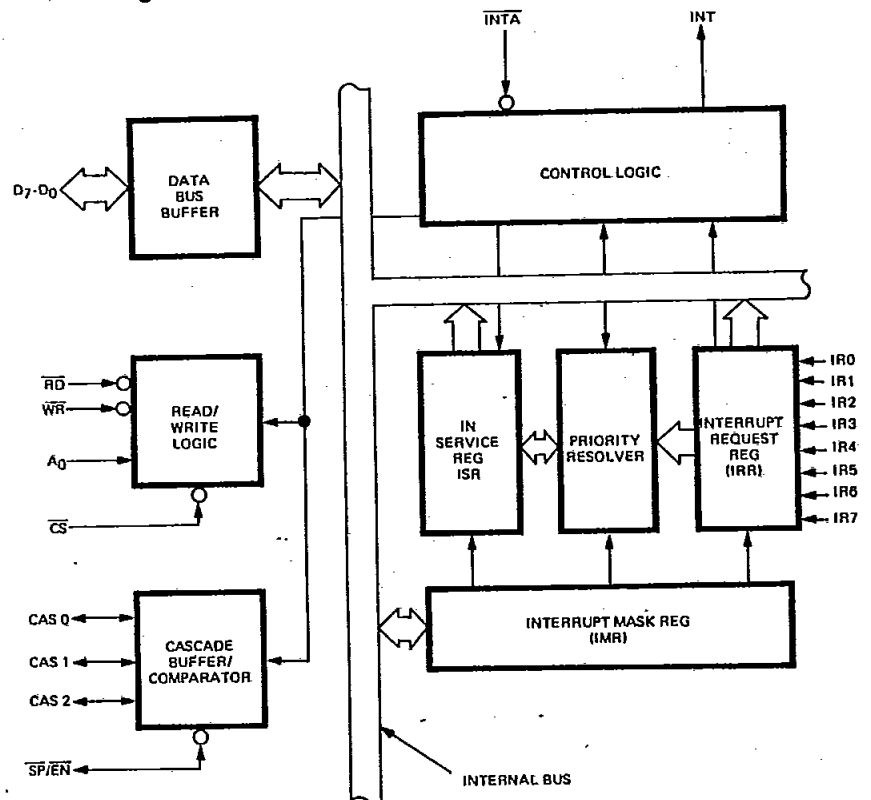 INTA
INT
CONTROL LOGIC
D7-D0
DATA
BUS
BUFFER
RD
WR
A0
CS
READ/
WRITE
LOGIC
IN
SERVICE
REG
ISR
PRIORITY
RESOLVER
INTERRUPT
REQUEST
REG
(IRR)
IR0
IR1
IR2
IR3
IR4
IR5
IR6
IR7
CAS 0
CAS 1
CAS 2
SP/EN
CASCADE
BUFFER/
COMPARATOR
INTERRUPT MASK REG
(IMR)
INTERNAL BUS